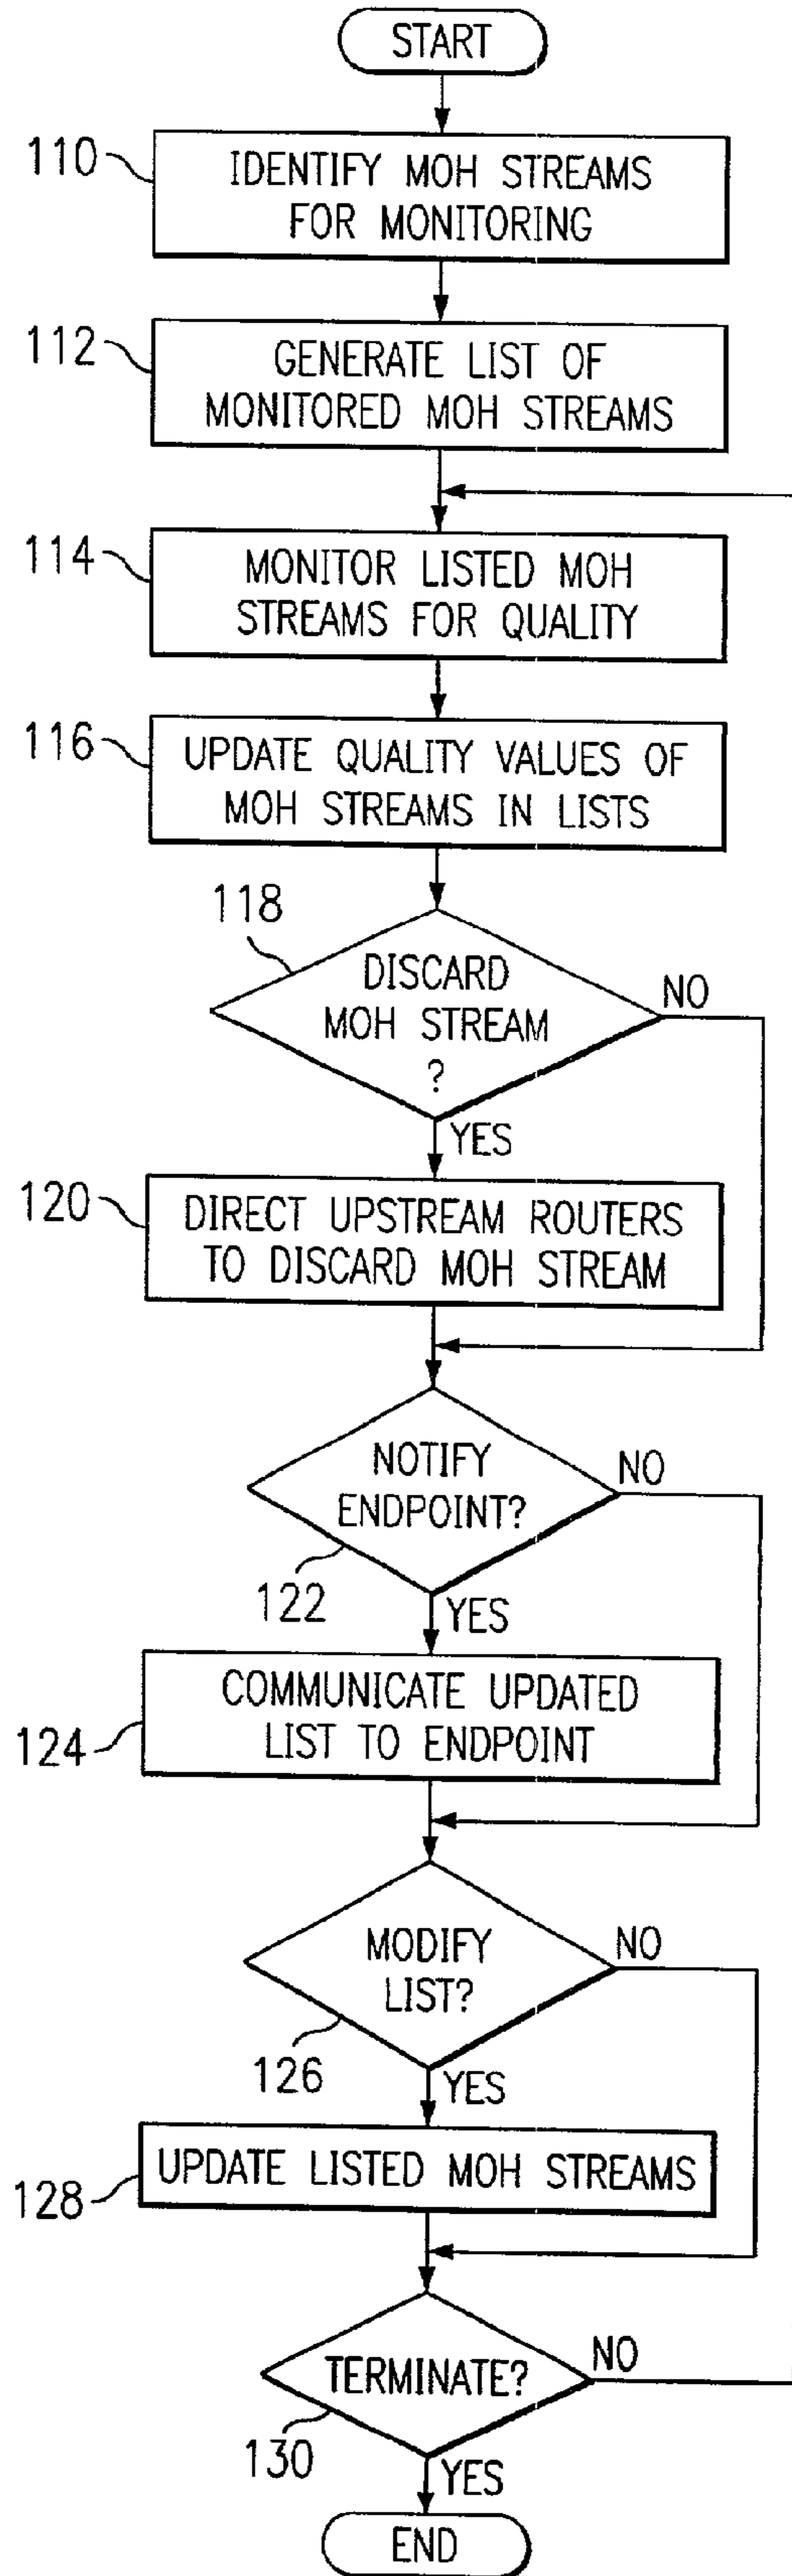 START
110
IDENTIFY MOH STREAMS
FOR MONITORING
112
GENERATE LIST OF
MONITORED MOH STREAMS
114
MONITOR LISTED MOH
STREAMS FOR QUALITY
116
UPDATE QUALITY VALUES OF
MOH STREAMS IN LISTS
118
DISCARD
MOH STREAM
?
NO
YES
120
DIRECT UPSTREAM ROUTERS
TO DISCARD MOH STREAM
NOTIFY
ENDPOINT?
NO
122
YES
COMMUNICATE UPDATED
LIST TO ENDPOINT
124
MODIFY
LIST?
NO
126
YES
UPDATE LISTED MOH STREAMS
128
TERMINATE?
NO
130
YES
END